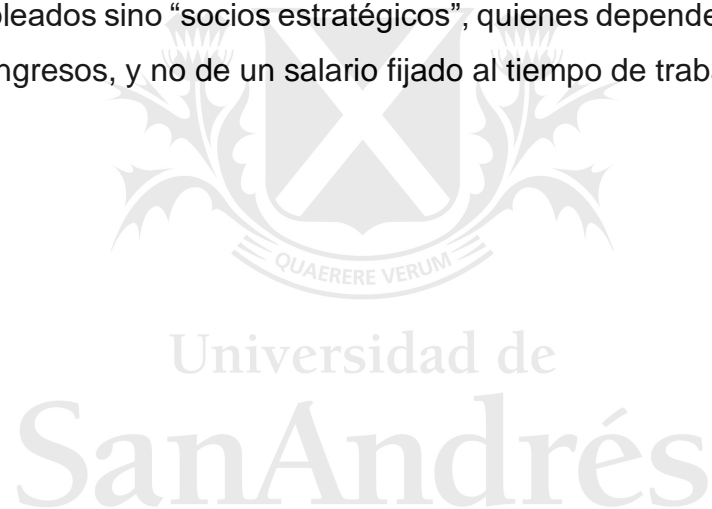 pleados sino “socios estratégicos”, quienes depende
ngresos, y no de un salario fijado al tiempo de trab
QUAERERE VERUM
Universidad de
SanAndrés